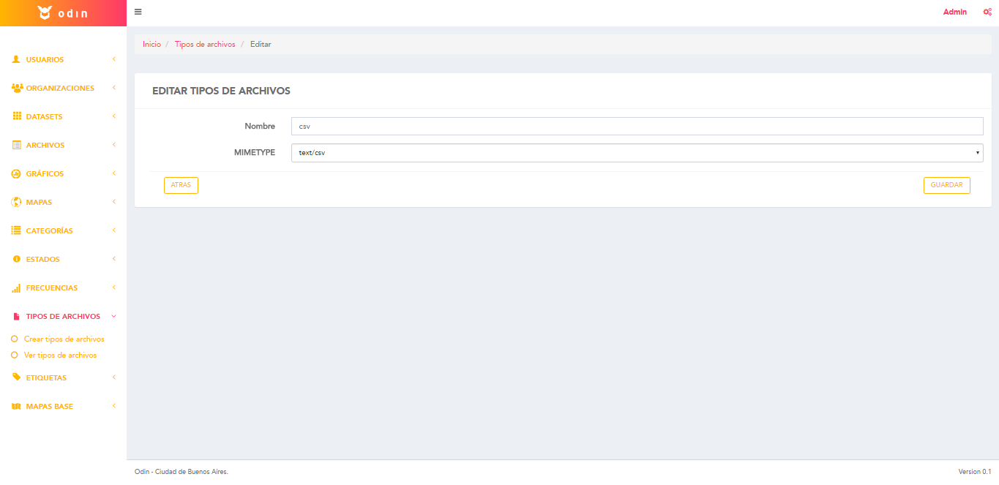 odin
Admin
Inicio / Tipos de archivos / Editar
USUARIOS
ORGANIZACIONES
DATASETS
ARCHIVOS
GRÁFICOS
MAPAS
CATEGORÍAS
ESTADOS
FRECUENCIAS
TIPOS DE ARCHIVOS
Crear tipos de archivos
Ver tipos de archivos
ETIQUETAS
MAPAS BASE
EDITAR TIPOS DE ARCHIVOS
Nombre csv
MIMETYPE text/csv
ATRAS GUARDAR
Odin - Ciudad de Buenos Aires. Version 0.1